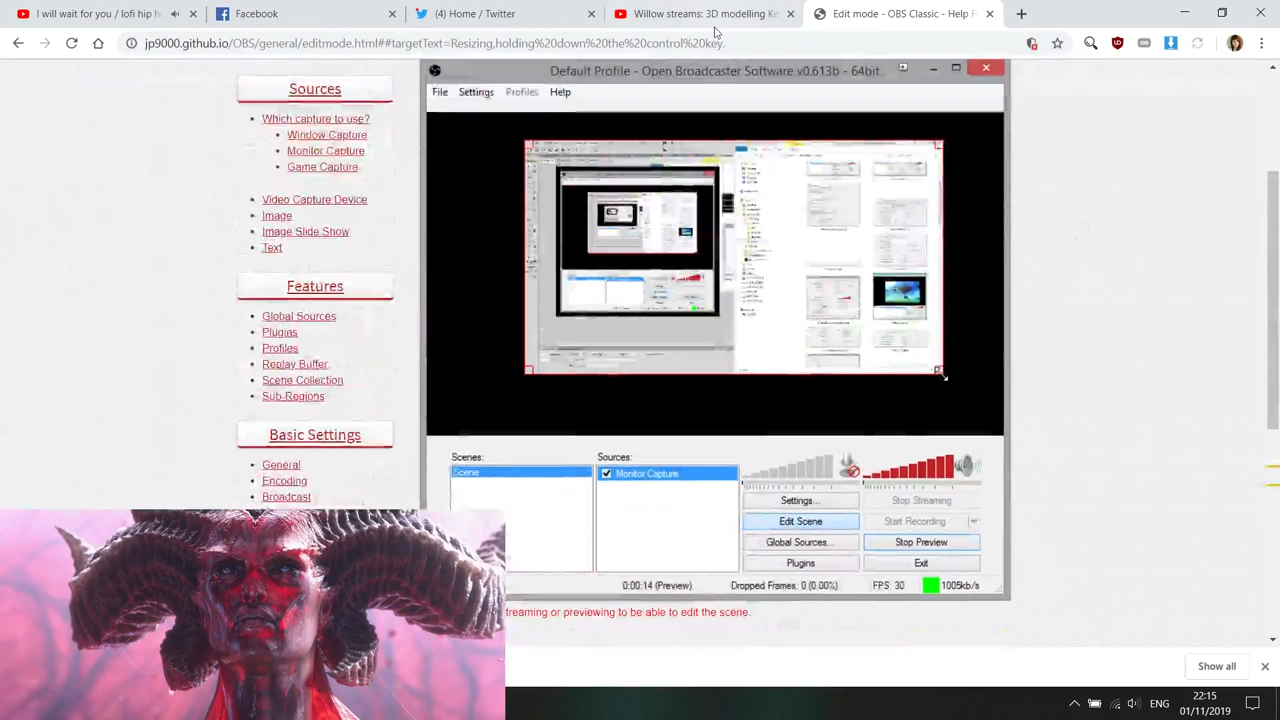 I will wait for you / lofi hip h
Facebook
(4) Home / Twitter
Willow streams: 3D modelling Ke
Edit mode - OBS Classic - Help F
jp9000.github.io/OBS/general/editmode.html##targetText=Resizing,holding%20down%20the%20control%20key.
Sources
Which capture to use?
Window Capture
Monitor Capture
Game Capture
Video Capture Device
Image
Image Slide Show
Text
Features
Global Sources
Plugins
Profiles
Replay Buffer
Scene Collection
Sub-Regions
Basic Settings
General
Encoding
Broadcast
Default Profile - Open Broadcaster Software v0.613b - 64bit
File Settings Profiles Help
Scenes:
Sources:
Scene
Monitor Capture
Settings...
Stop Streaming
Edit Scene
Start Recording
Global Sources...
Stop Preview
Plugins
Exit
0:00:14 (Preview)
Dropped Frames: 0 (0.00%)
FPS: 30
1005kb/s
treaming or previewing to be able to edit the scene.
Show all
ENG
22:15
01/11/2019